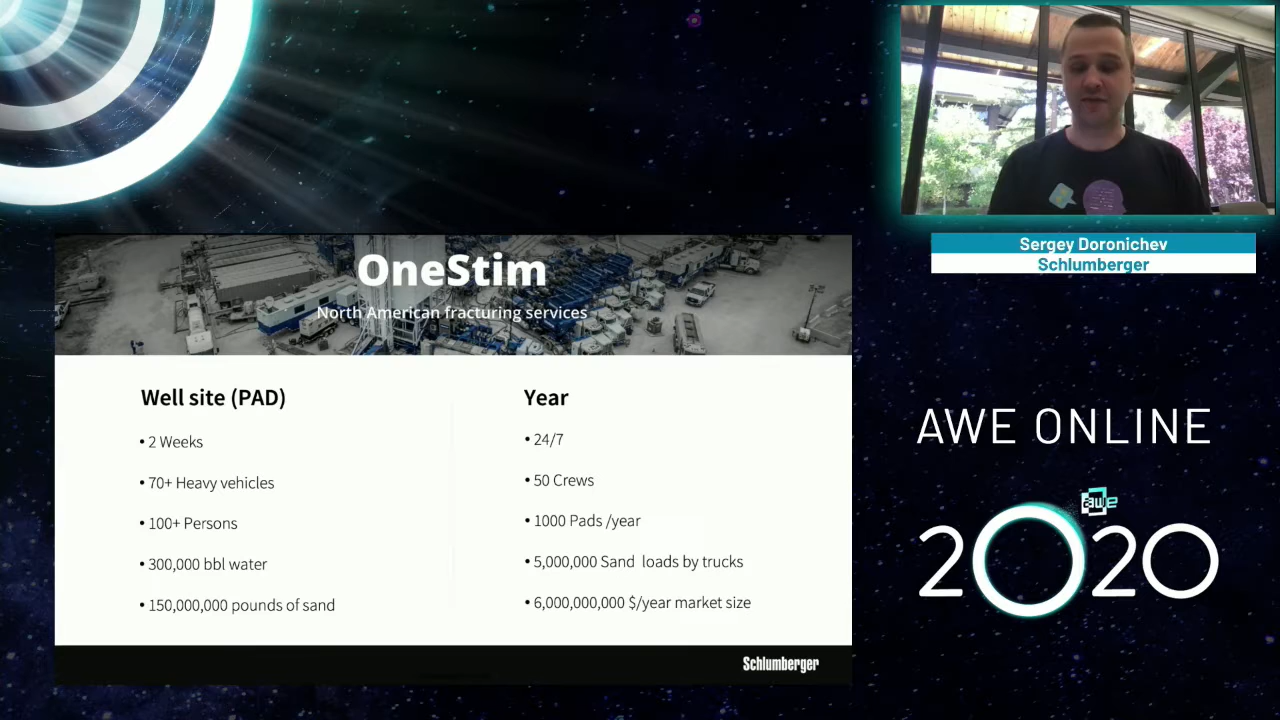 OneStim
North American fracturing services
Well site (PAD)
• 2 Weeks
• 70+ Heavy vehicles
• 100+ Persons
• 300,000 bbl water
• 150,000,000 pounds of sand
Year
• 24/7
• 50 Crews
• 1000 Pads /year
• 5,000,000 Sand loads by trucks
• 6,000,000,000 $/year market size
Schlumberger
Sergey Doronichev
Schlumberger
AWE ONLINE
awe
2020